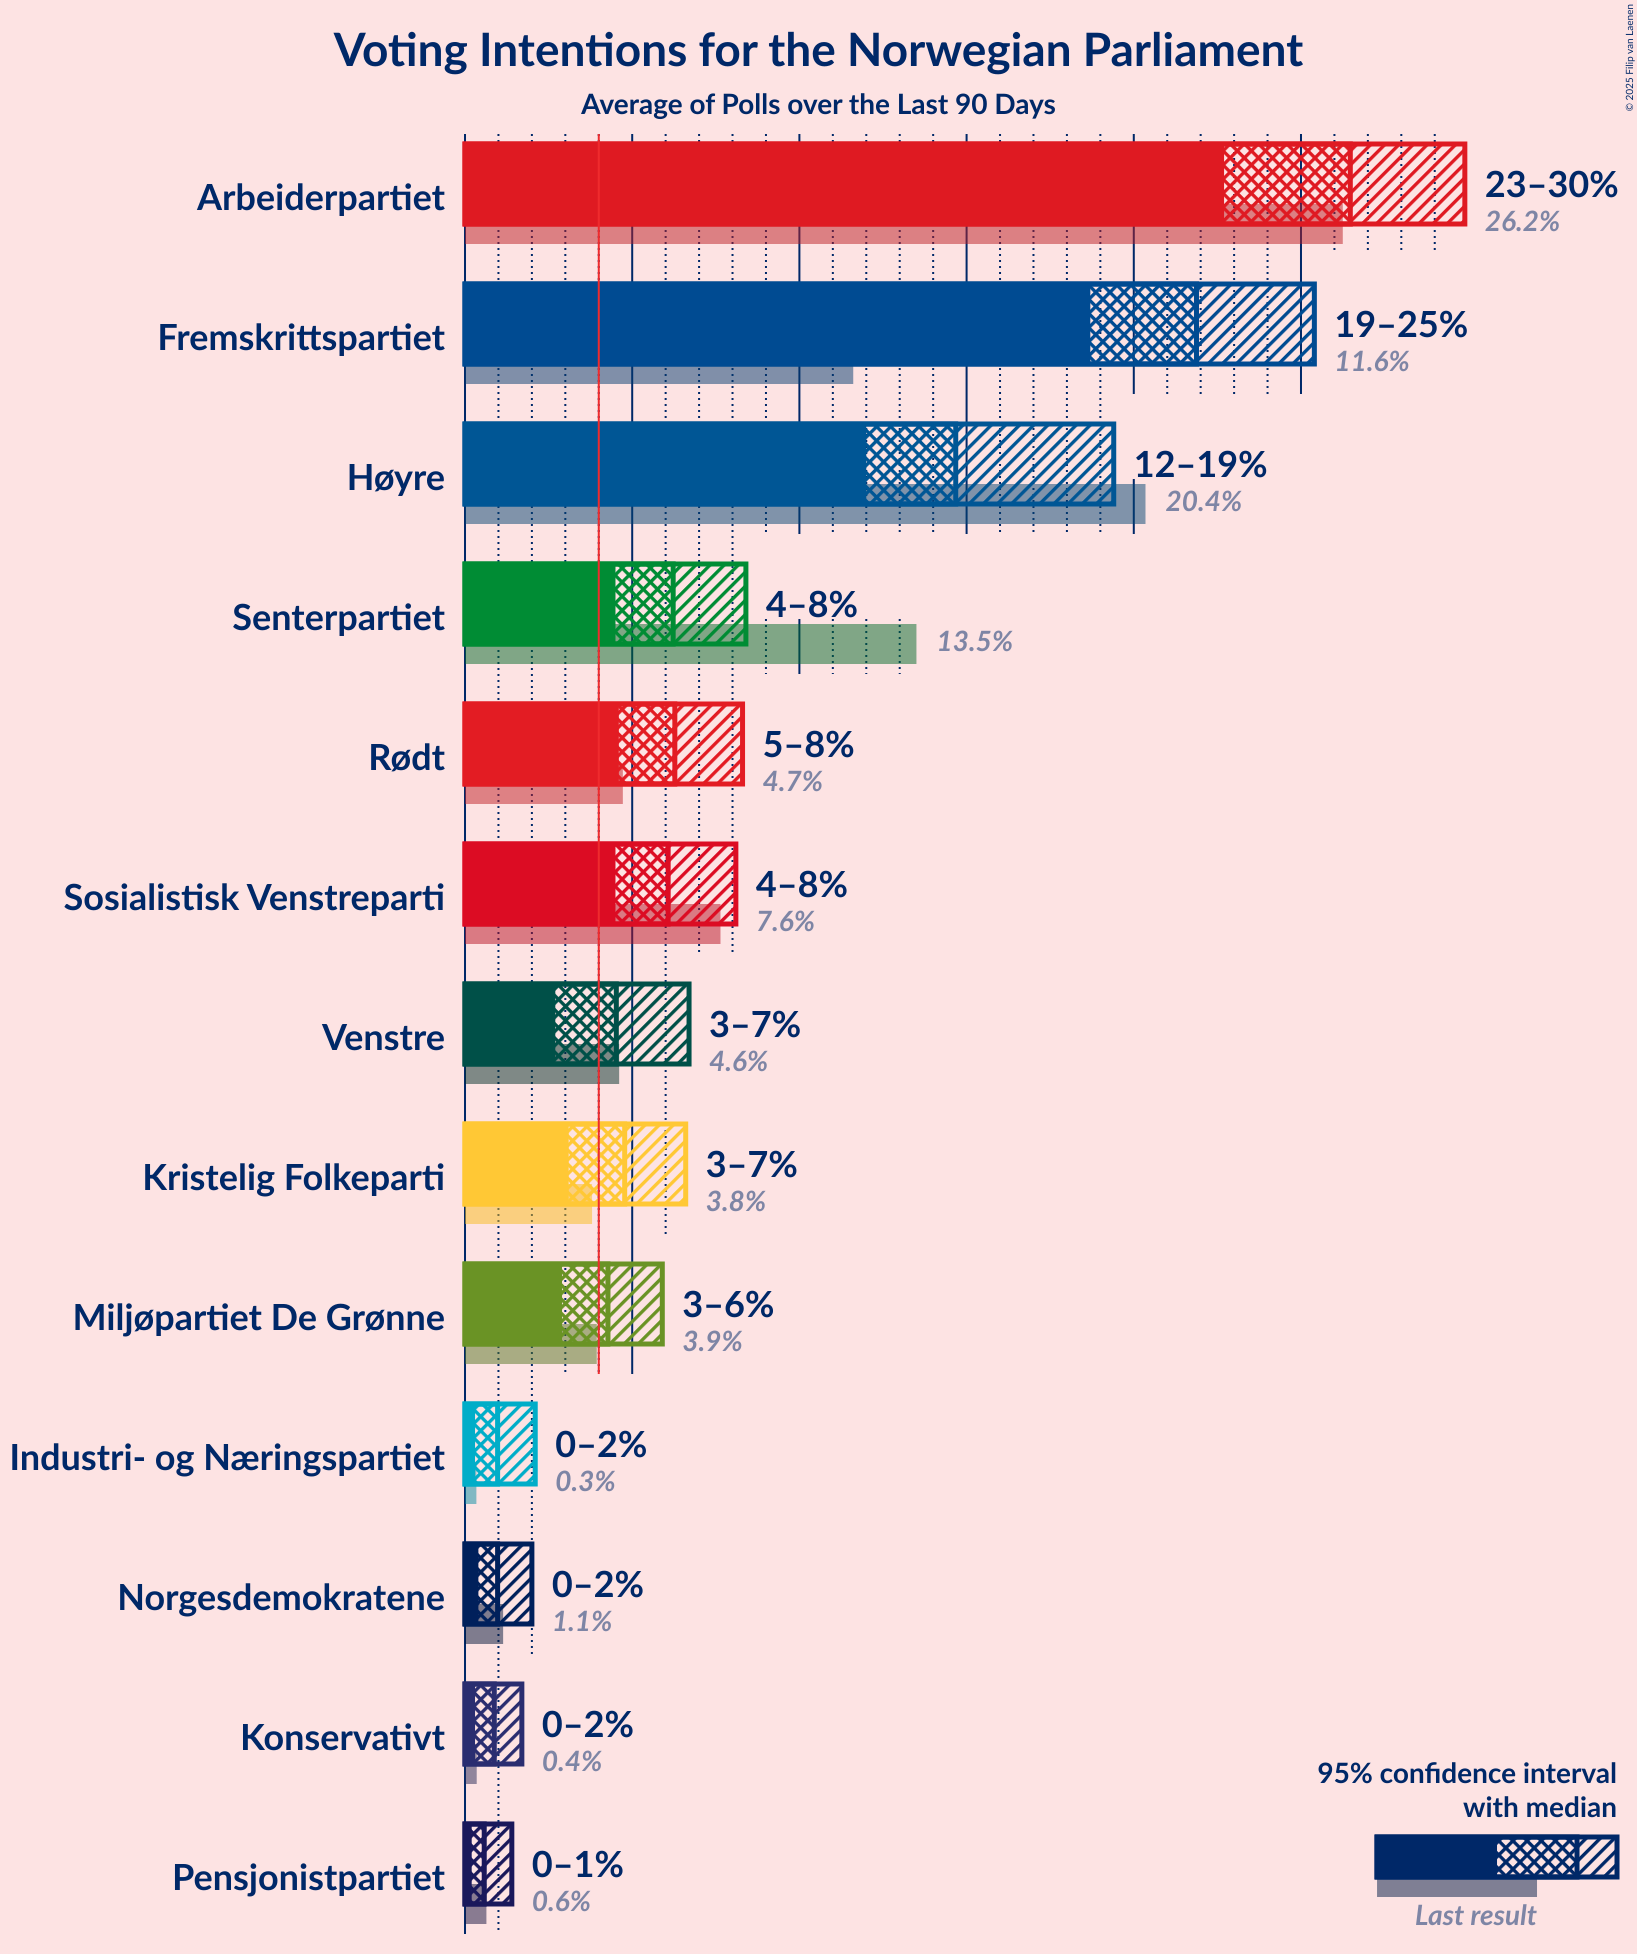 Voting Intentions for the Norwegian Parliament
Average of Polls over the Last 90 Days
© 2025 Filip van Laenen
Arbeiderpartiet
23–30%
26.2%
Fremskrittspartiet
19–25%
11.6%
Høyre
12–19%
20.4%
Senterpartiet
4–8%
13.5%
Rødt
5–8%
4.7%
Sosialistisk Venstreparti
4–8%
7.6%
Venstre
3–7%
4.6%
Kristelig Folkeparti
3–7%
3.8%
Miljøpartiet De Grønne
3–6%
3.9%
Industri- og Næringspartiet
0–2%
0.3%
Norgesdemokratene
0–2%
1.1%
Konservativt
0–2%
0.4%
Pensjonistpartiet
0–1%
0.6%
95% confidence interval
with median
Last result